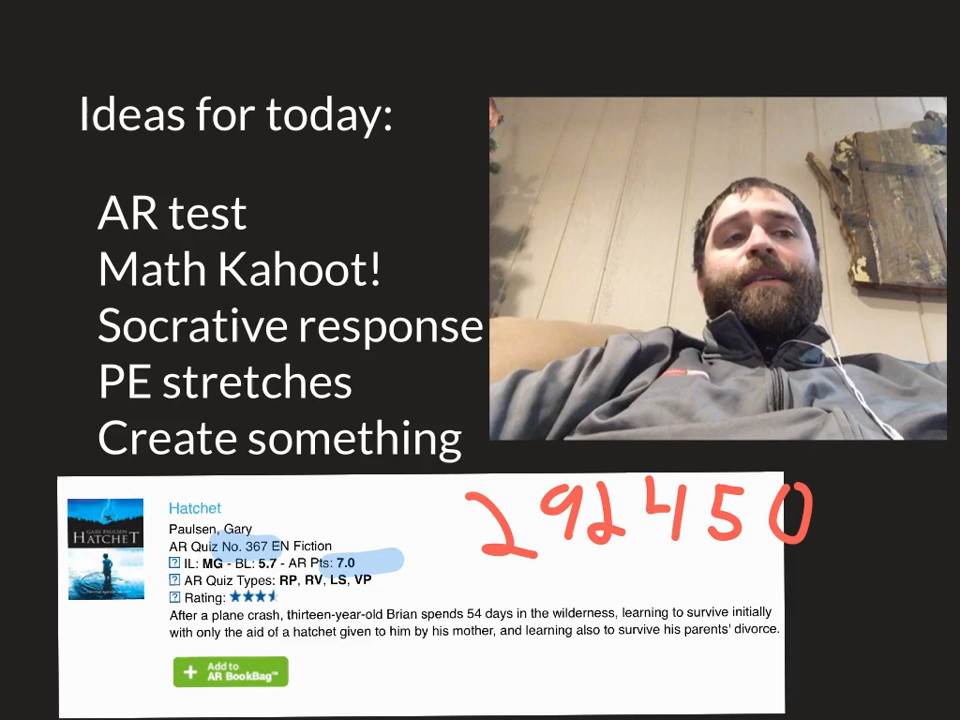 Ideas for today:
AR test
Math Kahoot!
Socrative response
PE stretches
Create something
292450
Hatchet
Paulsen, Gary
AR Quiz No. 367 EN Fiction
IL: MG - BL: 5.7 - AR Pts: 7.0
AR Quiz Types: RP, RV, LS, VP
Rating:
After a plane crash, thirteen-year-old Brian spends 54 days in the wilderness, learning to survive initially
with only the aid of a hatchet given to him by his mother, and learning also to survive his parents' divorce.
GARY PAULSEN
HATCHET
Add to
AR BookBag™